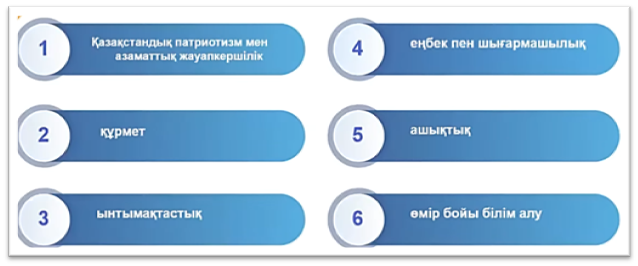 1
Қазақстандық патриотизм мен
азаматтық жауапкершілік
2
құрмет
3
ынтымақтастық
4
еңбек пен шығармашылық
5
ашықтық
6
өмір бойы білім алу